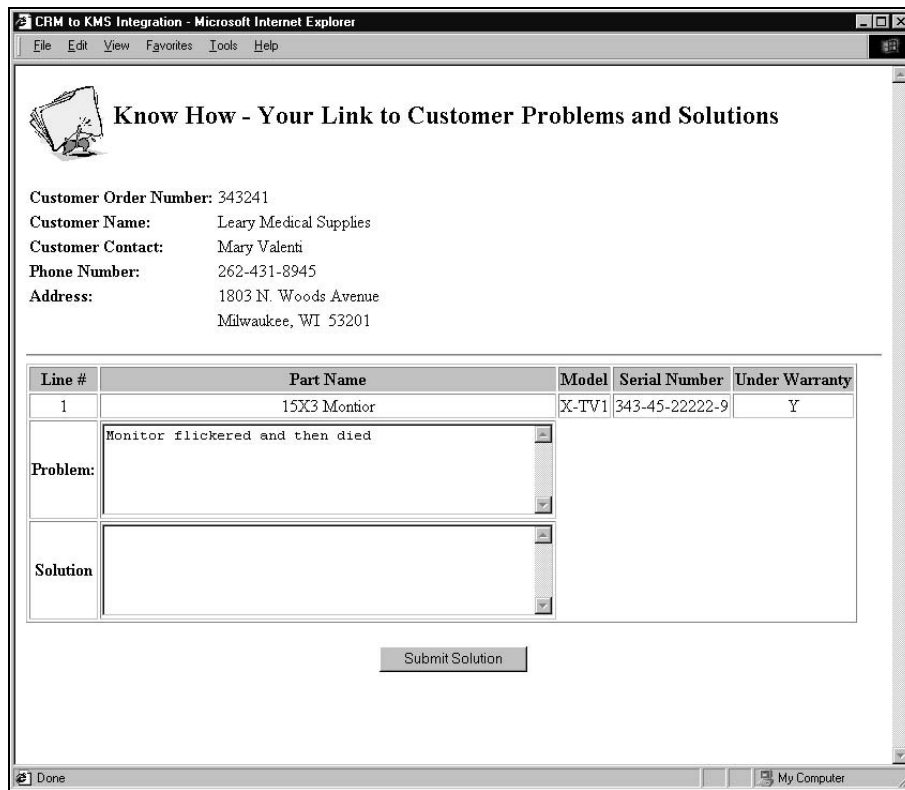 CRM to KMS Integration - Microsoft Internet Explorer
File Edit View Favorites Tools Help
Know How - Your Link to Customer Problems and Solutions
Customer Order Number: 343241
Customer Name: Leary Medical Supplies
Customer Contact: Mary Valenti
Phone Number: 262-431-8945
Address: 1803 N. Woods Avenue
Milwaukee, WI 53201
Line # Part Name Model Serial Number Under Warranty
1 15X3 Montior X-TV1 343-45-22222-9 Y
Problem: Monitor flickered and then died
Solution
Submit Solution
Done My Computer